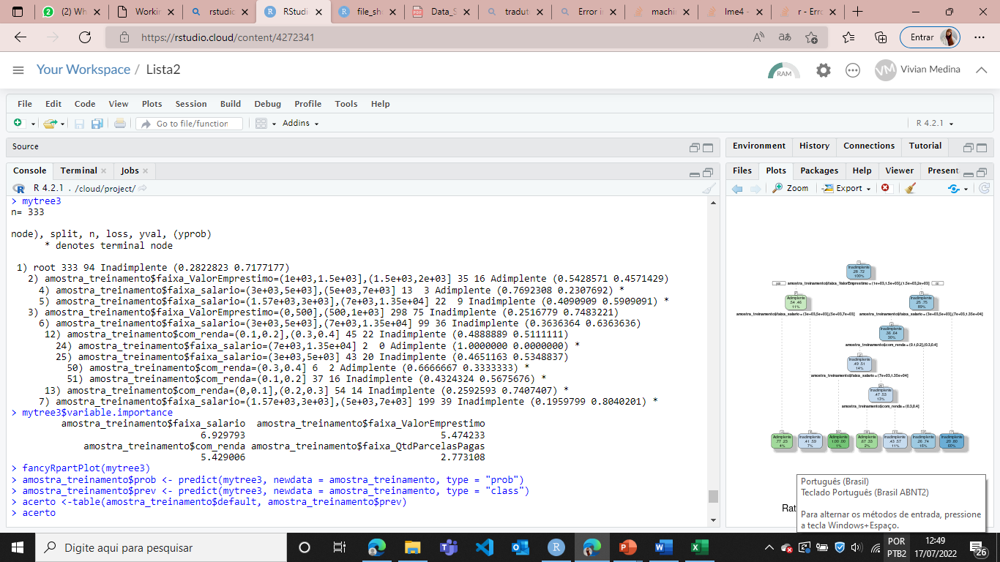 (2) Wh
Workin
rstudic
RStudi
file_shr
Data_S
traduti
Error in
machi
lme4 -
r - Erro
https://rstudio.cloud/content/4272341
Entrar
Your Workspace / Lista2
RAM
VM
Vivian Medina
File Edit Code View Plots Session Build Debug Profile Tools Help
Go to file/function
Addins
R 4.2.1
Source
Console Terminal Jobs
R 4.2.1 . /cloud/project/
> mytree3
n= 333
node), split, n, loss, yval, (yprob)
* denotes terminal node
1) root 333 94 Inadimplente (0.2822823 0.7177177)
2) amostra_treinamento$faixa_ValorEmprestimo=(1e+03,1.5e+03],(1.5e+03,2e+03] 35 16 Adimplente (0.5428571 0.4571429)
4) amostra_treinamento$faixa_salario=(3e+03,5e+03],(5e+03,7e+03] 13 3 Adimplente (0.7692308 0.2307692) *
5) amostra_treinamento$faixa_salario=(1.57e+03,3e+03],(7e+03,1.35e+04] 22 9 Inadimplente (0.4090909 0.5909091) *
3) amostra_treinamento$faixa_ValorEmprestimo=(0,500],(500,1e+03] 298 75 Inadimplente (0.2516779 0.7483221)
6) amostra_treinamento$faixa_salario=(3e+03,5e+03],(7e+03,1.35e+04] 99 36 Inadimplente (0.3636364 0.6363636)
12) amostra_treinamento$com_renda=(0.1,0.2],(0.3,0.4] 45 22 Inadimplente (0.4888889 0.5111111)
24) amostra_treinamento$faixa_salario=(7e+03,1.35e+04] 2 0 Adimplente (1.0000000 0.0000000) *
25) amostra_treinamento$faixa_salario=(3e+03,5e+03] 43 20 Inadimplente (0.4651163 0.5348837)
50) amostra_treinamento$com_renda=(0.3,0.4] 6 2 Adimplente (0.6666667 0.3333333) *
51) amostra_treinamento$com_renda=(0.1,0.2] 37 16 Inadimplente (0.4324324 0.5675676) *
13) amostra_treinamento$com_renda=(0,0.1],(0.2,0.3] 54 14 Inadimplente (0.2592593 0.7407407) *
7) amostra_treinamento$faixa_salario=(1.57e+03,3e+03],(5e+03,7e+03] 199 39 Inadimplente (0.1959799 0.8040201) *
> mytree3$variable.importance
amostra_treinamento$faixa_salario amostra_treinamento$faixa_ValorEmprestimo
6.929793 5.474233
amostra_treinamento$com_renda amostra_treinamento$faixa_QtdParcelasPagas
5.429006 2.773108
> fancyRpartPlot(mytree3)
> amostra_treinamento$prob <- predict(mytree3, newdata = amostra_treinamento, type = "prob")
> amostra_treinamento$prev <- predict(mytree3, newdata = amostra_treinamento, type = "class")
> acerto <-table(amostra_treinamento$default, amostra_treinamento$prev)
> acerto
Environment History Connections Tutorial
Files Plots Packages Help Viewer Present
Zoom Export
Inadimplente
.28 .72
100%
amostra_treinamento$faixa_ValorEmprestimo = (1e+03,1.5e+03],(1.5e+03,2e+03]
Adimplente
.54 .46
11%
Inadimplente
.25 .75
89%
amostra_treinamento$faixa_salario = (3e+03,5e+03],(5e+03,7e+03]
amostra_treinamento$faixa_salario = (3e+03,5e+03],(7e+03,1.35e+04]
Inadimplente
.36 .64
30%
amostra_treinamento$com_renda = (0.1,0.2],(0.3,0.4]
Inadimplente
.49 .51
14%
amostra_treinamento$faixa_salario = (7e+03,1.35e+04]
Inadimplente
.47 .53
13%
amostra_treinamento$com_renda = (0.3,0.4]
Adimplente Inadimplente Adimplente Adimplente Inadimplente Inadimplente Inadimplente
.77 .23 .41 .59 1.00 .00 .67 .33 .43 .57 .26 .74 .20 .80
4% 7% 1% 2% 11% 16% 60%
Rat
Português (Brasil)
Teclado Português (Brasil ABNT2)
Para alternar os métodos de entrada, pressione
a tecla Windows+Espaço.
Digite aqui para pesquisar
POR
PTB2
12:49
17/07/2022
26